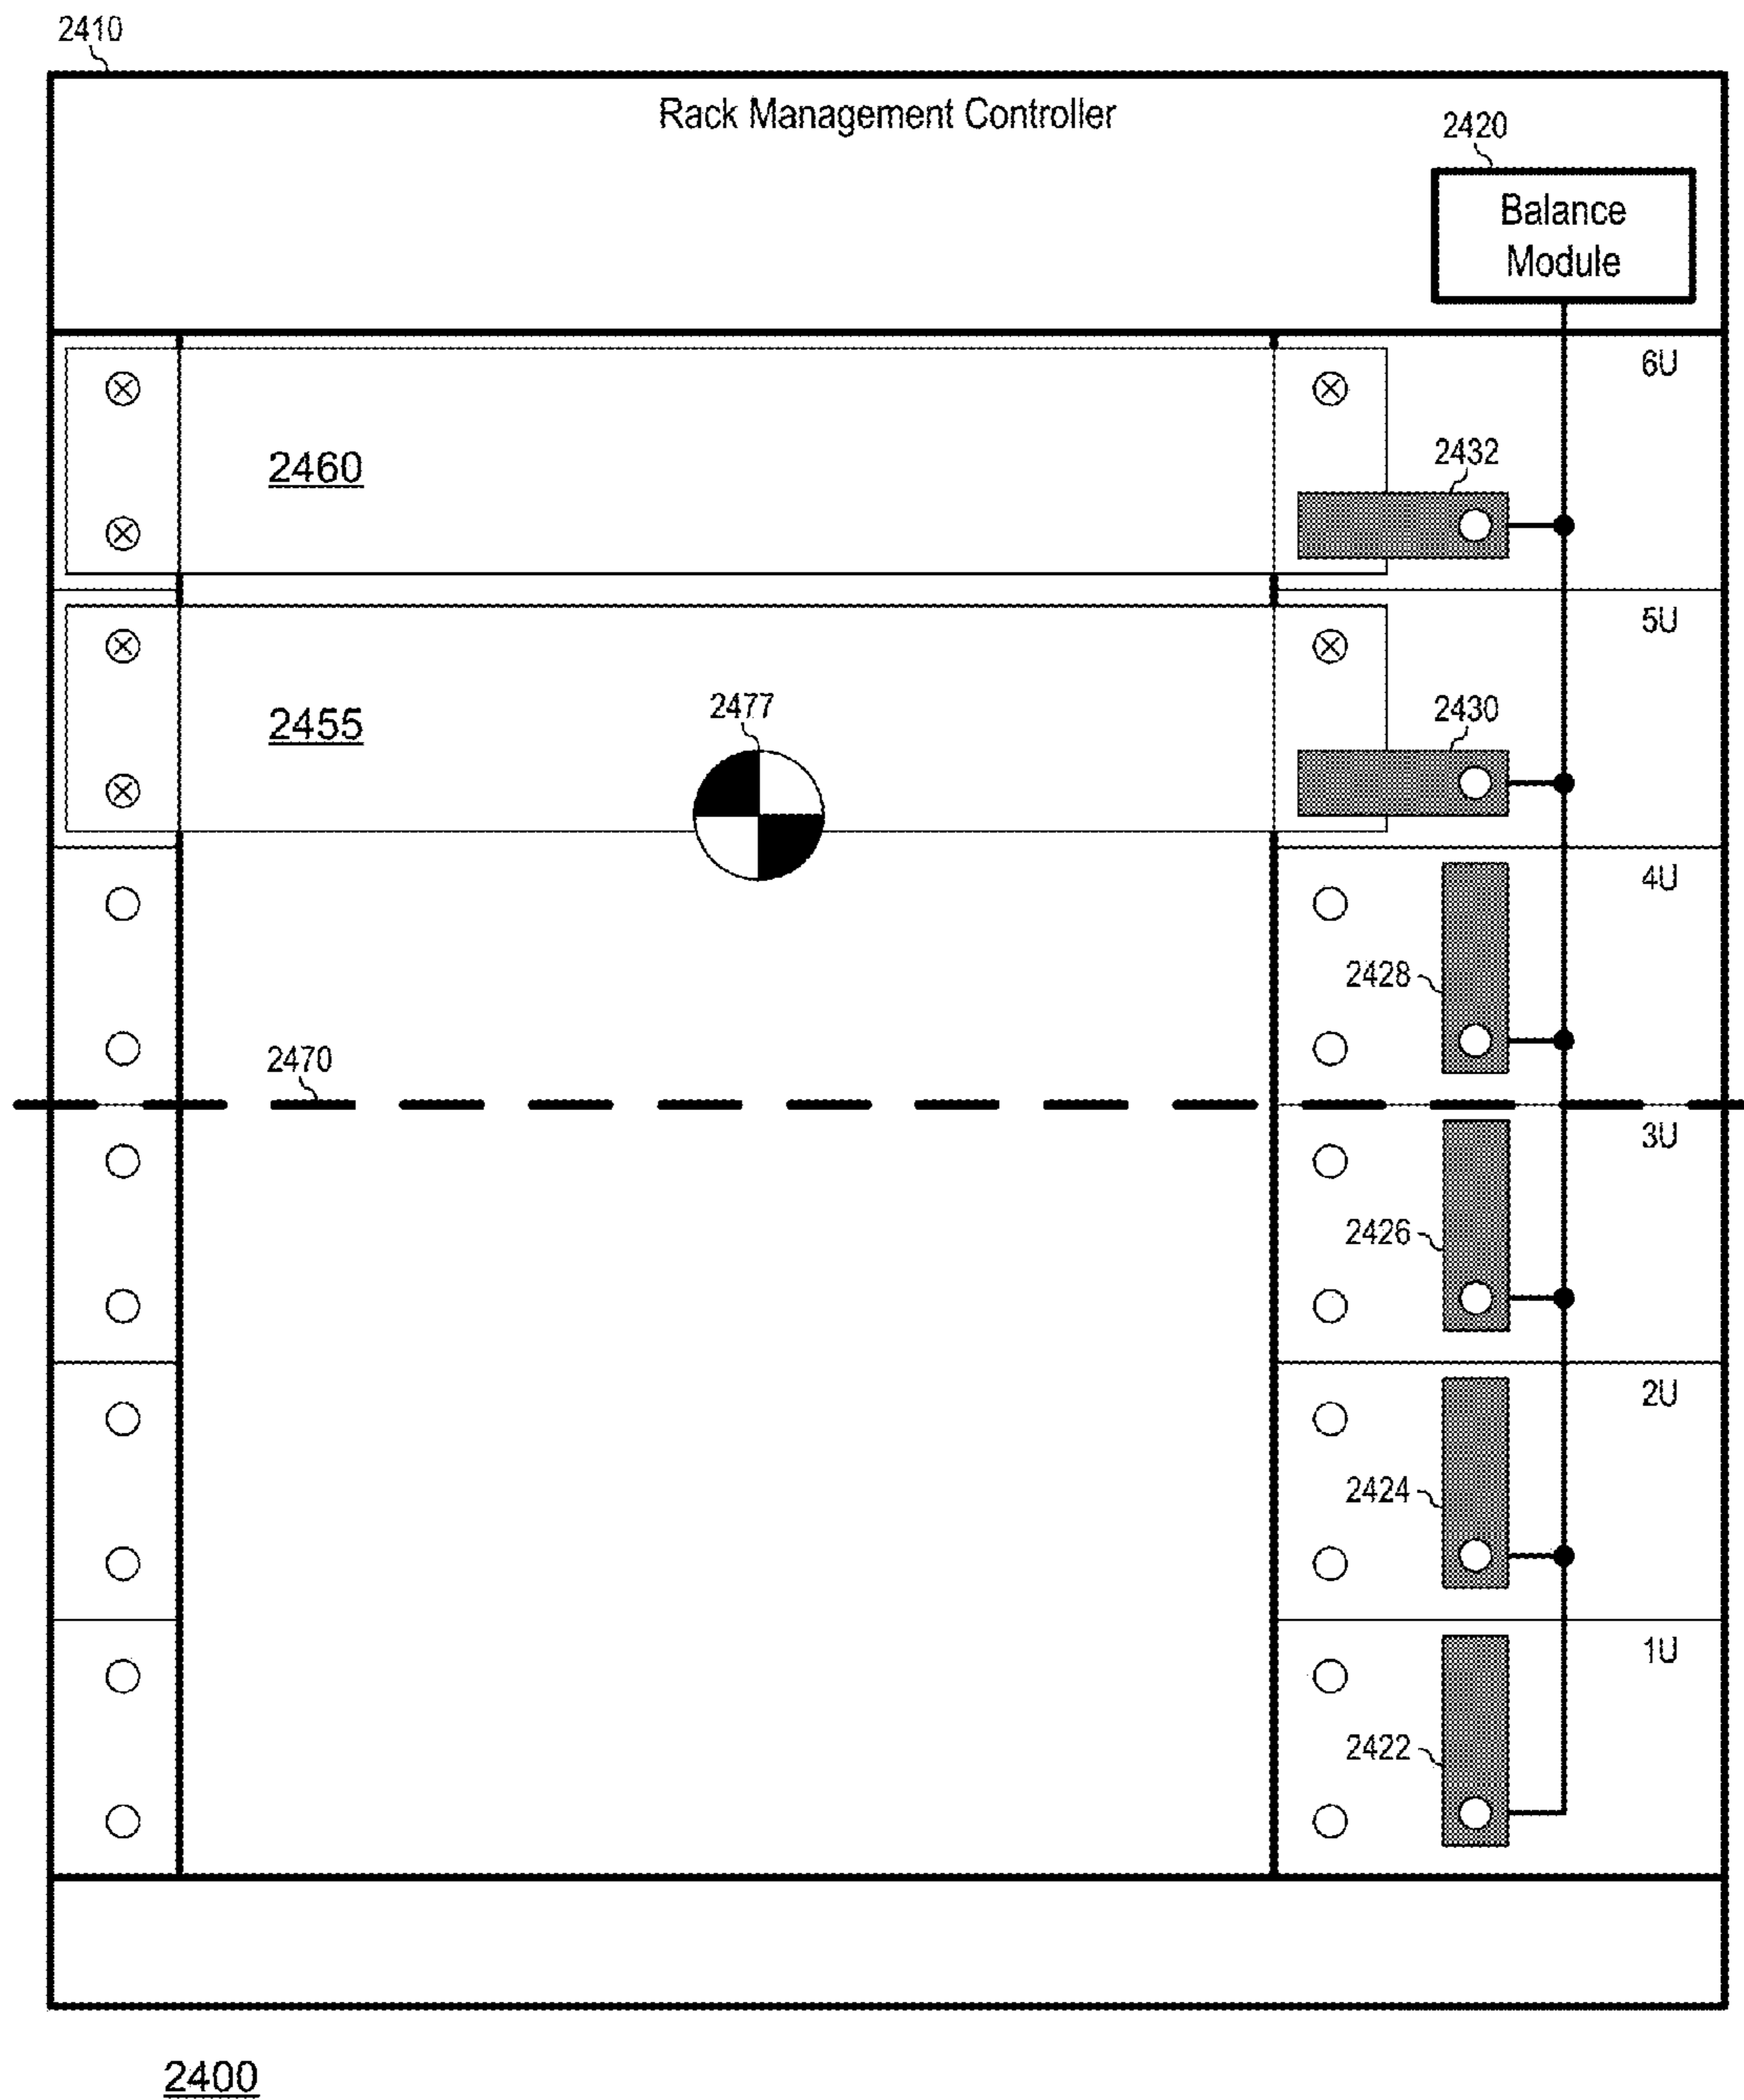 2410
Rack Management Controller
2420
Balance
Module
6U
2460
2432
5U
2455
2477
2430
4U
2428
2470
3U
2426
2U
2424
1U
2422
2400